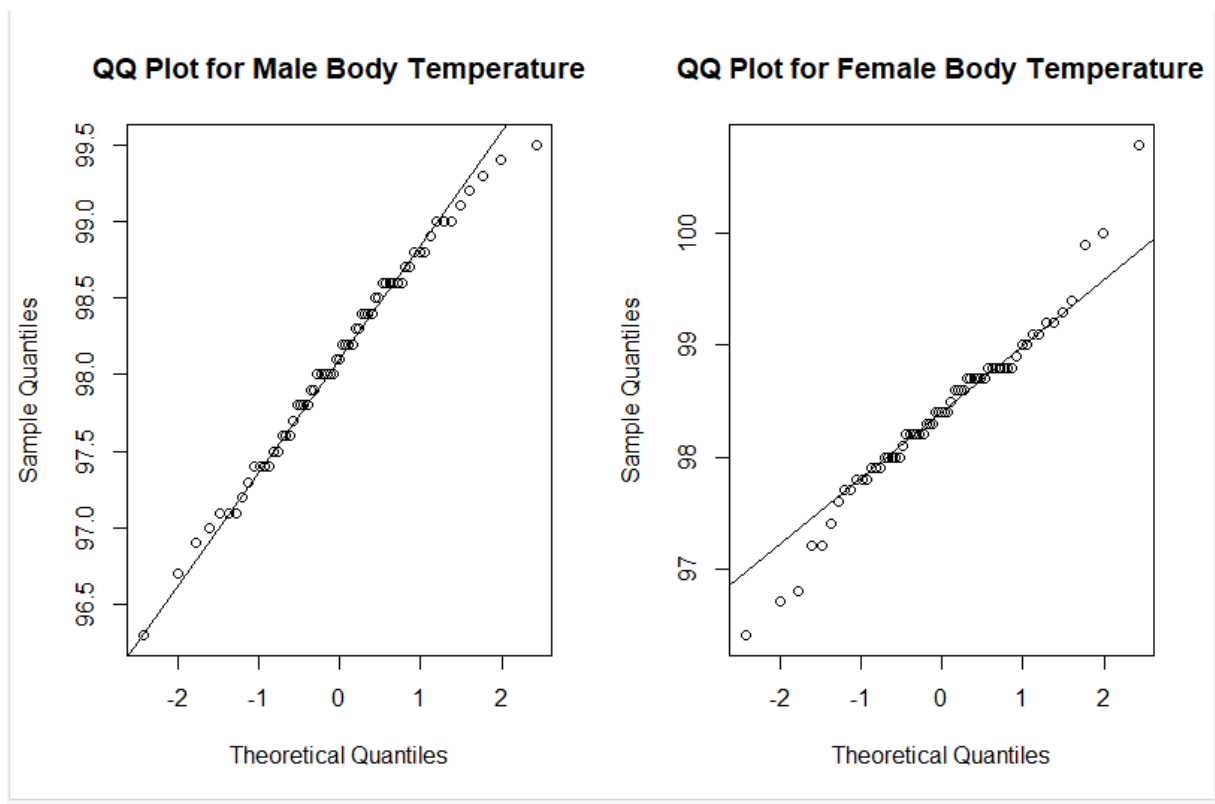 QQ Plot for Male Body Temperature
99.5
99.0
98.5
98.0
97.5
97.0
96.5
Sample Quantiles
-2 -1 0 1 2
Theoretical Quantiles
QQ Plot for Female Body Temperature
100
99
98
97
Sample Quantiles
-2 -1 0 1 2
Theoretical Quantiles